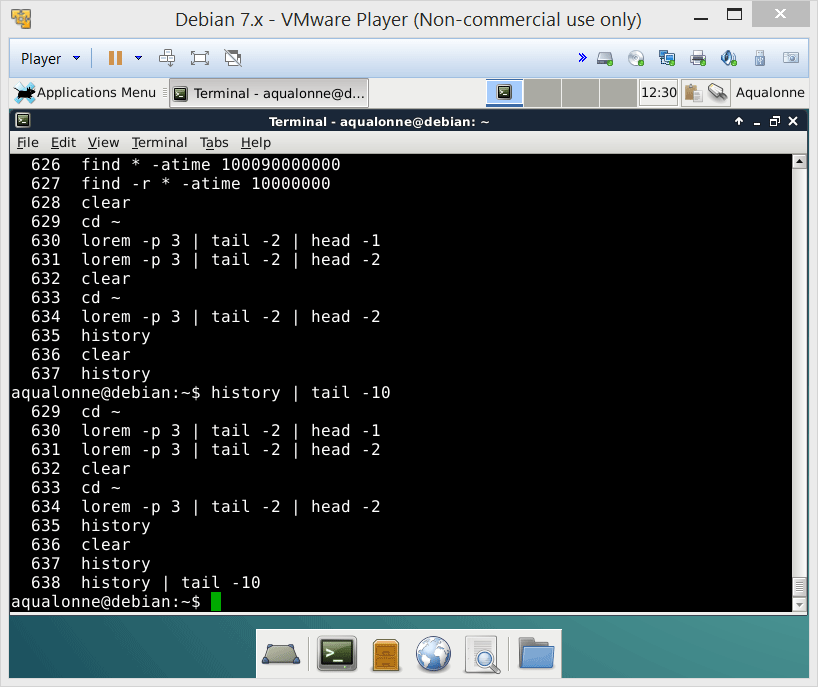 Debian 7.x - VMware Player (Non-commercial use only)
Player
Applications Menu
Terminal - aqualonne@d...
12:30
Aqualonne
Terminal - aqualonne@debian: ~
File Edit View Terminal Tabs Help
626 find * -atime 100090000000
627 find -r * -atime 10000000
628 clear
629 cd ~
630 lorem -p 3 | tail -2 | head -1
631 lorem -p 3 | tail -2 | head -2
632 clear
633 cd ~
634 lorem -p 3 | tail -2 | head -2
635 history
636 clear
637 history
aqualonne@debian:~$ history | tail -10
629 cd ~
630 lorem -p 3 | tail -2 | head -1
631 lorem -p 3 | tail -2 | head -2
632 clear
633 cd ~
634 lorem -p 3 | tail -2 | head -2
635 history
636 clear
637 history
638 history | tail -10
aqualonne@debian:~$